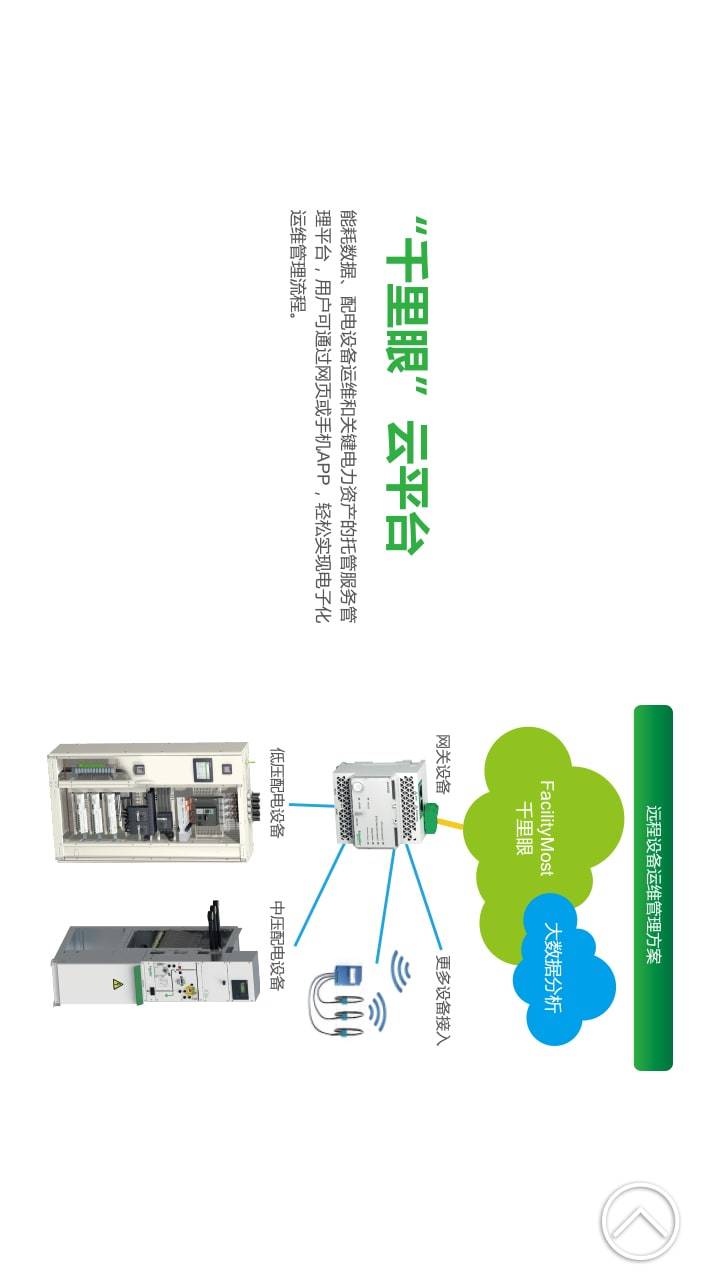 “千里眼”云平台
能耗数据、配电设备运维和关键电力资产的托管服务管
理平台，用户可通过网页或手机APP，轻松实现电子化
运维管理流程。
远程设备运维管理方案
FacilityMost
千里眼
大数据分析
网关设备
更多设备接入
低压配电设备
中压配电设备